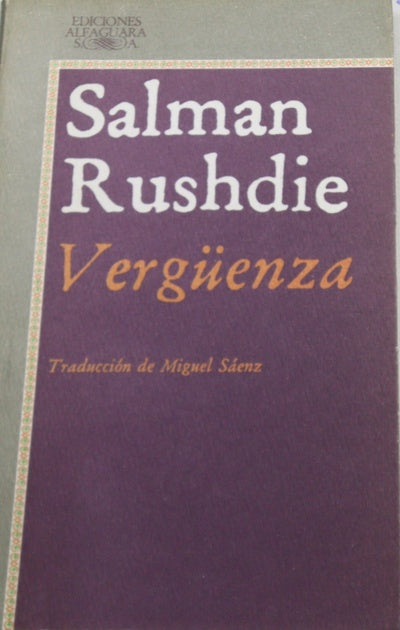 EDICIONES
ALFAGUARA
S. A.
Salman
Rushdie
Vergüenza
Traducción de Miguel Sáenz